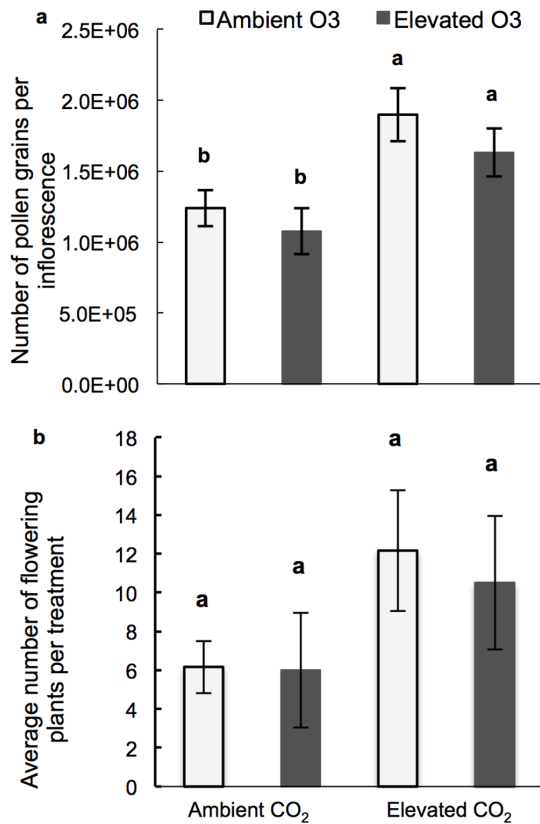 a
Ambient O3 Elevated O3
Number of pollen grains per
inflorescence
2.5E+06
2.0E+06
1.5E+06
1.0E+06
5.0E+05
0.0E+00
b
b
a
a
b
Average number of flowering
plants per treatment
18
16
14
12
10
8
6
4
2
0
a
a
a
a
Ambient CO₂ Elevated CO₂